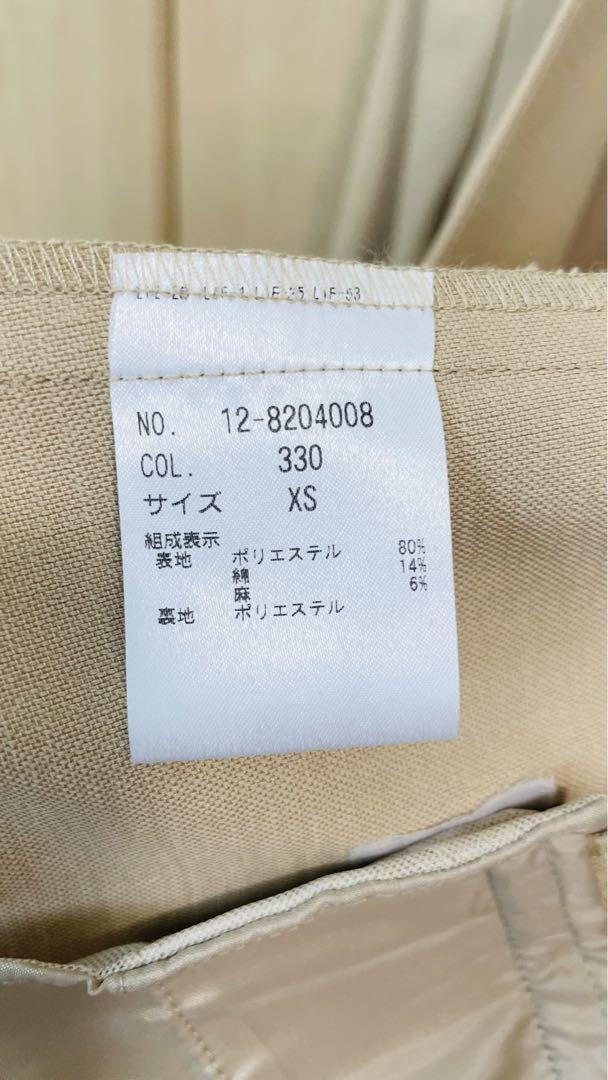 NO. 12-8204008
COL. 330
サイズ XS
組成表示
表地 ポリエステル 80%
綿 14%
麻 6%
裏地 ポリエステル